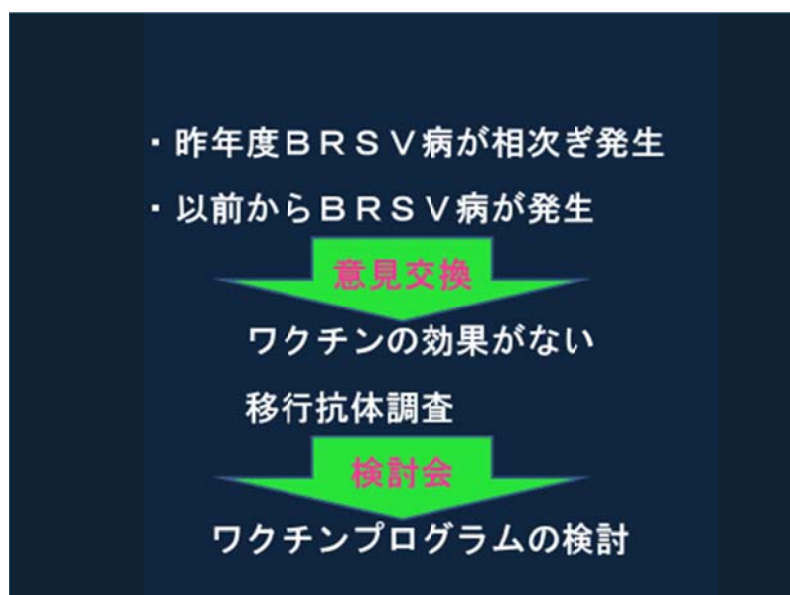 ・昨年度ＢＲＳＶ病が相次ぎ発生
・以前からＢＲＳＶ病が発生
意見交換
ワクチンの効果がない
移行抗体調査
検討会
ワクチンプログラムの検討